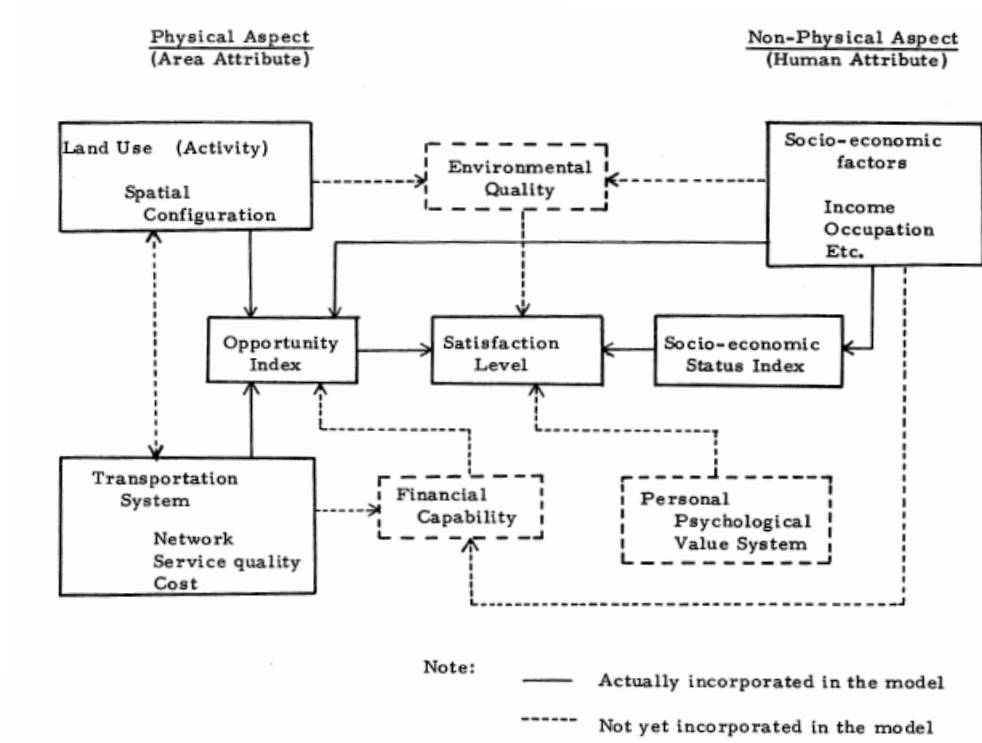 Physical Aspect
(Area Attribute)
Non-Physical Aspect
(Human Attribute)
Land Use (Activity)
Spatial
Configuration
Environmental
Quality
Socio-economic
factors
Income
Occupation
Etc.
Opportunity
Index
Satisfaction
Level
Socio-economic
Status Index
Transportation
System
Network
Service quality
Cost
Financial
Capability
Personal
Psychological
Value System
Note:
Actually incorporated in the model
Not yet incorporated in the model